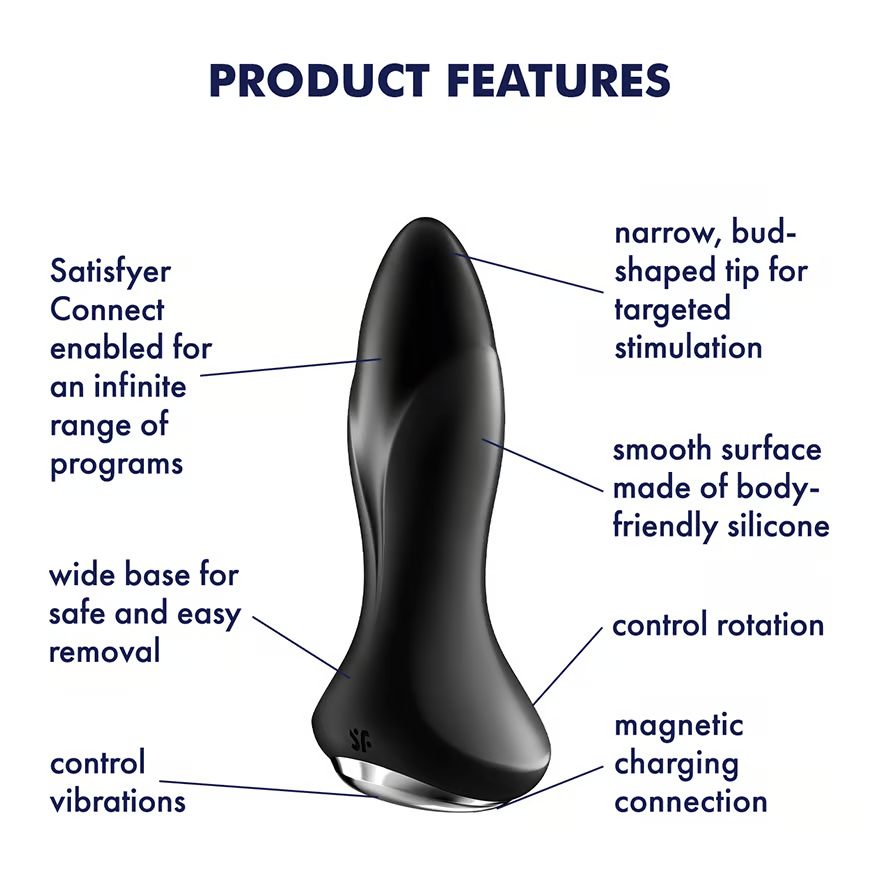 PRODUCT FEATURES
Satisfyer
Connect
enabled for
an infinite
range of
programs
narrow, bud-
shaped tip for
targeted
stimulation
smooth surface
made of body-
friendly silicone
wide base for
safe and easy
removal
control rotation
SF
control
vibrations
magnetic
charging
connection